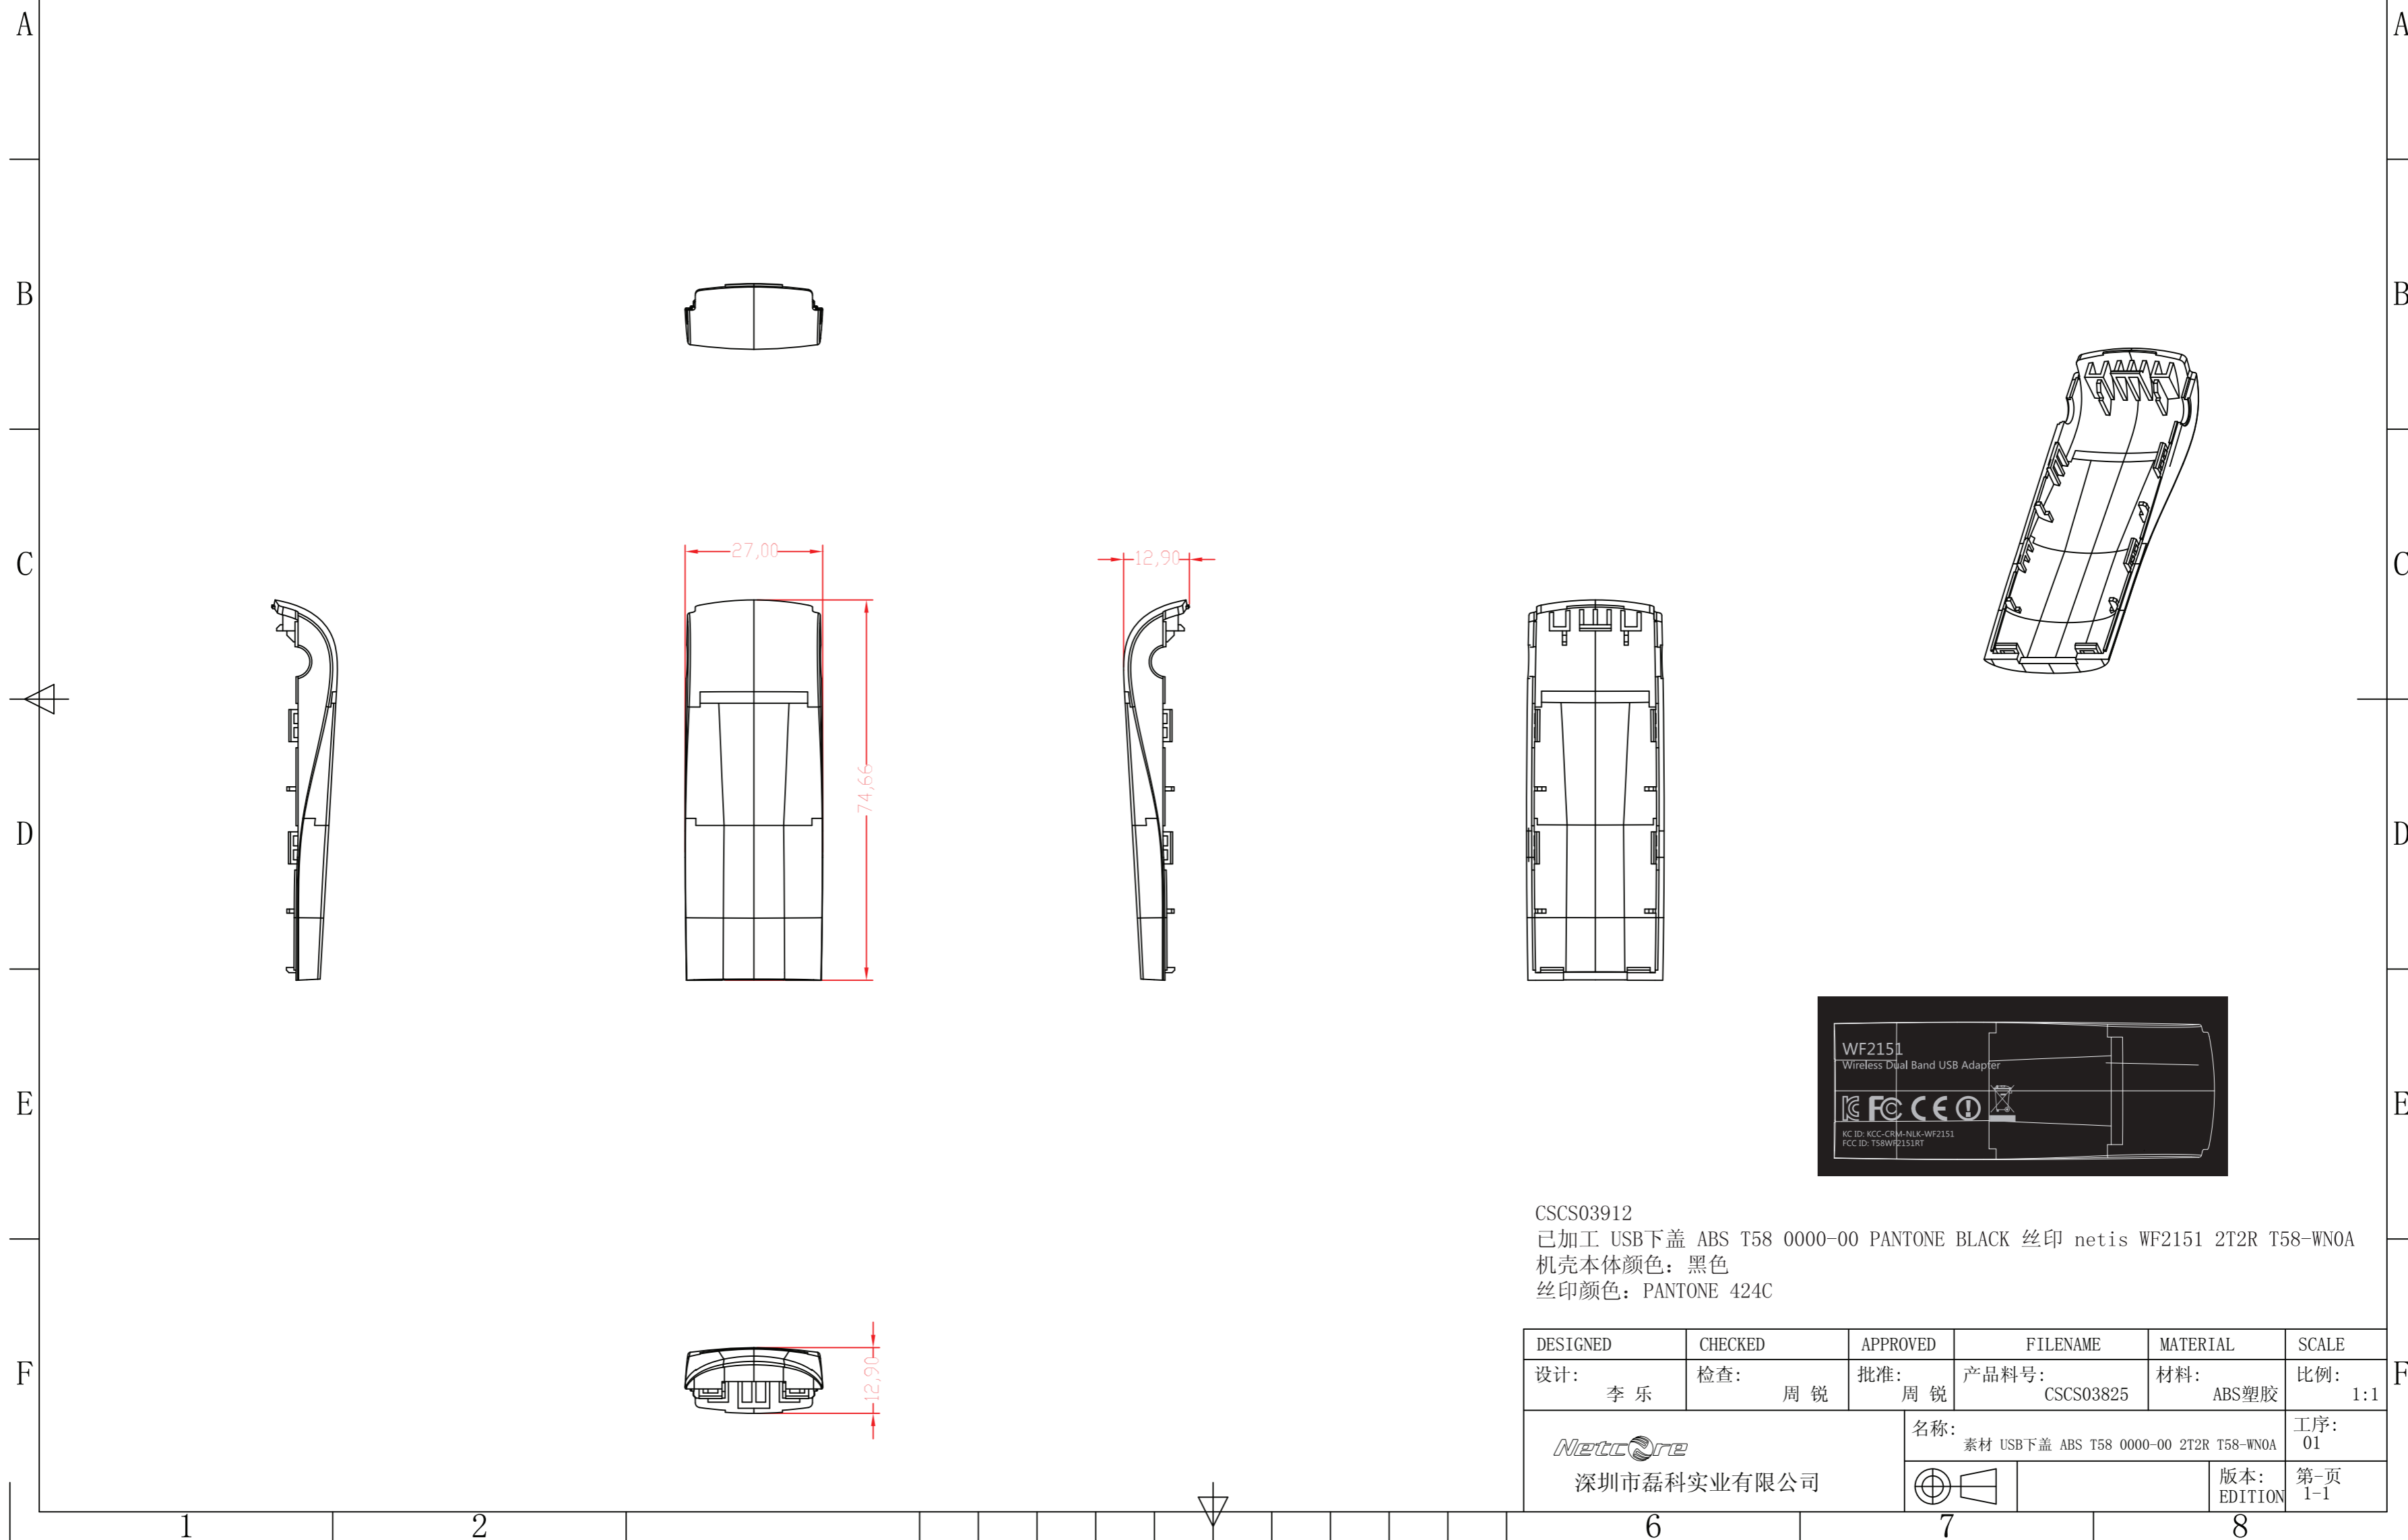 A
A
B
B
27,00
12,90
C
C
74,66
D
D
WF2151
Wireless Dual Band USB Adapter
FC CE
KC ID: KCC-CRM-NLK-WF2151
FCC ID: T58WF2151RT
E
E
CSCS03912
已加工 USB下盖 ABS T58 0000-00 PANTONE BLACK 丝印 netis WF2151 2T2R T58-WN0A
机壳本体颜色：黑色
丝印颜色：PANTONE 424C
12,90
F
F
DESIGNED CHECKED APPROVED FILENAME MATERIAL SCALE
设计： 检查： 批准： 产品料号： 材料： 比例：
李 乐 周 锐 周 锐 CSCS03825 ABS塑胶 1:1
Netcore
深圳市磊科实业有限公司
名称：
素材 USB下盖 ABS T58 0000-00 2T2R T58-WN0A
工序：
01
版本：
EDITION
第一页
1-1
1 2 6 7 8